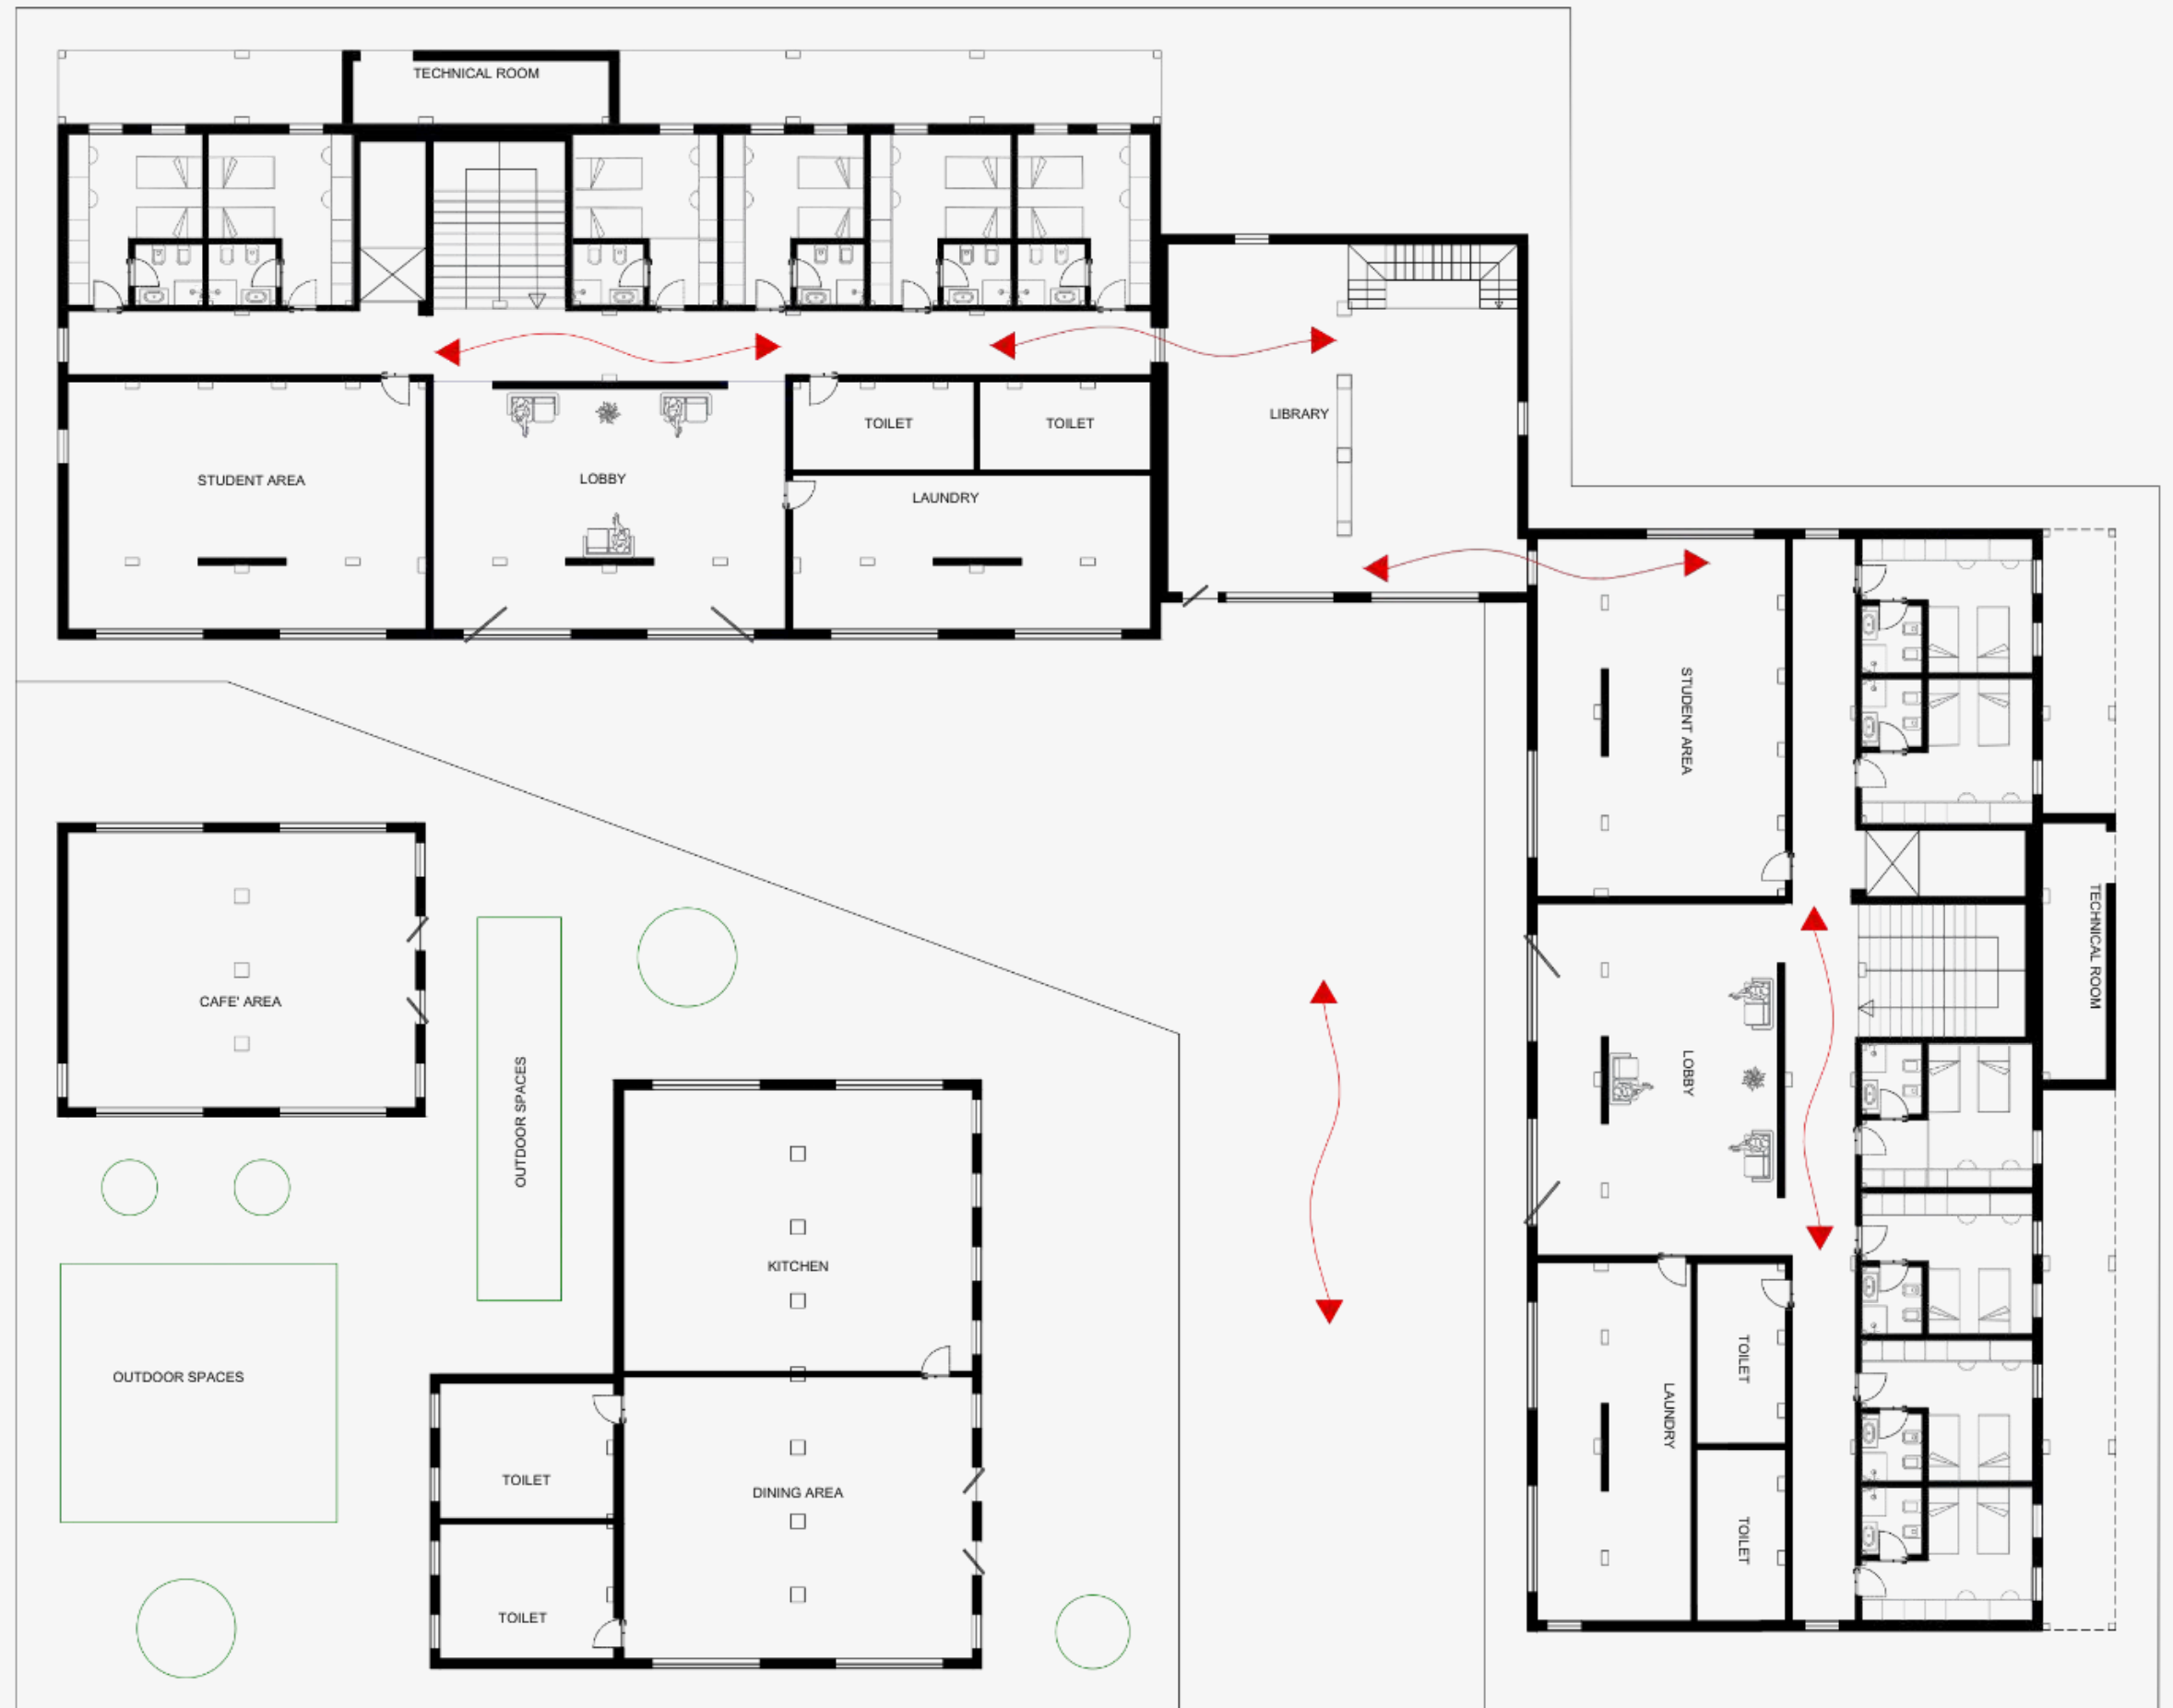 TECHNICAL ROOM
STUDENT AREA
LOBBY
TOILET
TOILET
LAUNDRY
LIBRARY
STUDENT AREA
TECHNICAL ROOM
LOBBY
LAUNDRY
TOILET
TOILET
CAFE' AREA
OUTDOOR SPACES
KITCHEN
OUTDOOR SPACES
DINING AREA
TOILET
TOILET